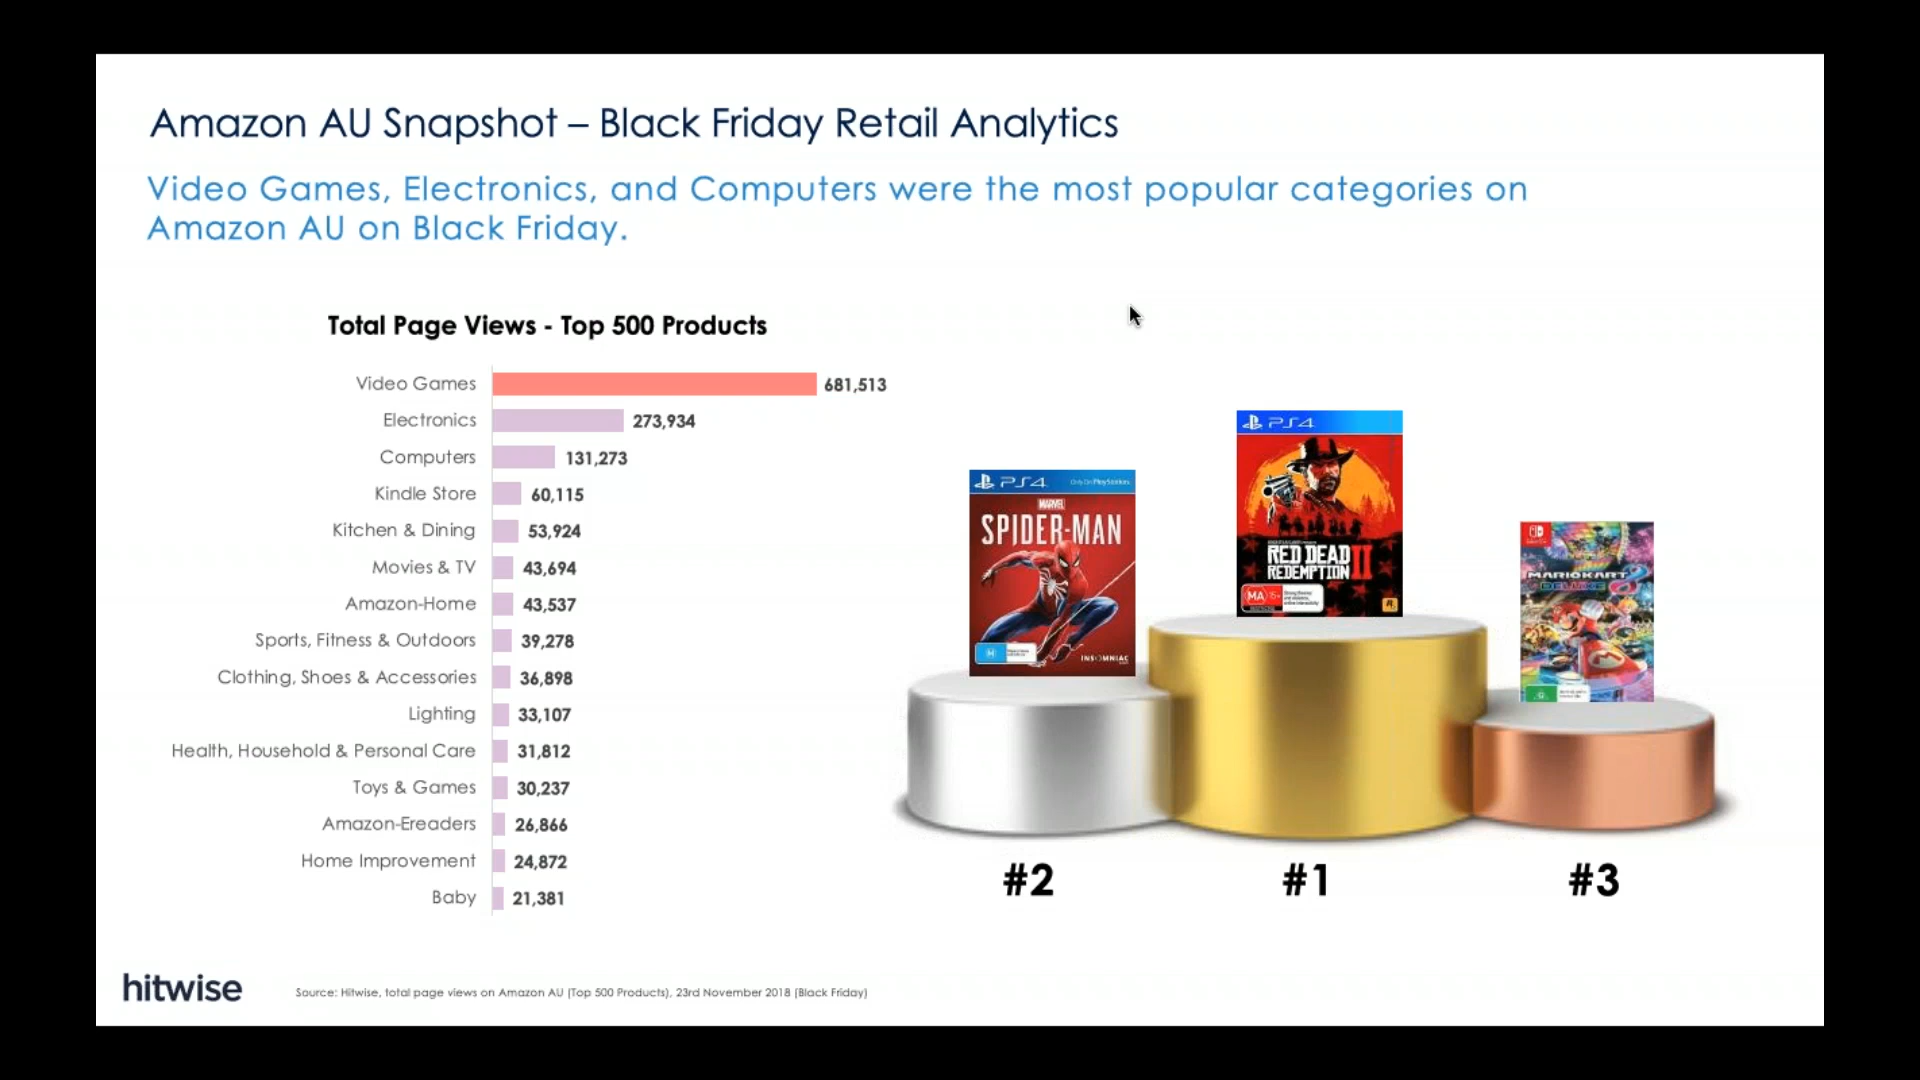 Amazon AU Snapshot – Black Friday Retail Analytics
Video Games, Electronics, and Computers were the most popular categories on
Amazon AU on Black Friday.
Total Page Views - Top 500 Products
Video Games 681,513
Electronics 273,934
Computers 131,273
Kindle Store 60,115
Kitchen & Dining 53,924
Movies & TV 43,694
Amazon-Home 43,537
Sports, Fitness & Outdoors 39,278
Clothing, Shoes & Accessories 36,898
Lighting 33,107
Health, Household & Personal Care 31,812
Toys & Games 30,237
Amazon-Ereaders 26,866
Home Improvement 24,872
Baby 21,381
PS4 Only On PlayStation
MARVEL
SPIDER-MAN
M
INSOMNIAC
PS4
RED DEAD
REDEMPTION II
MA 15+
MARIOKART 8
DELUXE
G
#2
#1
#3
hitwise
Source: Hitwise, total page views on Amazon AU (Top 500 Products), 23rd November 2018 (Black Friday)